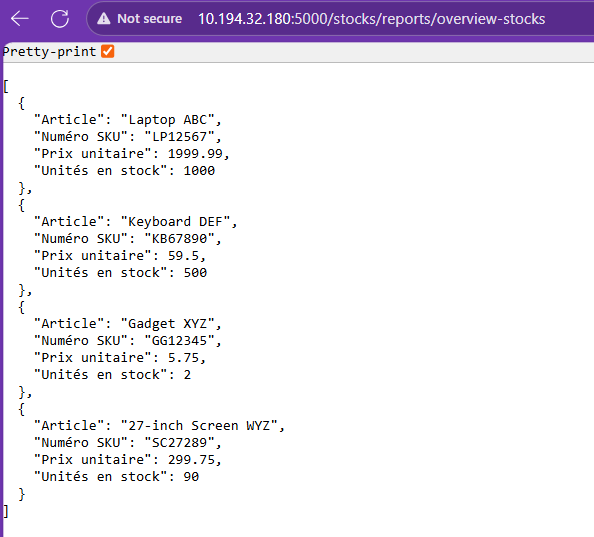 Not secure 10.194.32.180:5000/stocks/reports/overview-stocks
Pretty-print
[
  {
    "Article": "Laptop ABC",
    "Numéro SKU": "LP12567",
    "Prix unitaire": 1999.99,
    "Unités en stock": 1000
  },
  {
    "Article": "Keyboard DEF",
    "Numéro SKU": "KB67890",
    "Prix unitaire": 59.5,
    "Unités en stock": 500
  },
  {
    "Article": "Gadget XYZ",
    "Numéro SKU": "GG12345",
    "Prix unitaire": 5.75,
    "Unités en stock": 2
  },
  {
    "Article": "27-inch Screen WYZ",
    "Numéro SKU": "SC27289",
    "Prix unitaire": 299.75,
    "Unités en stock": 90
  }
]